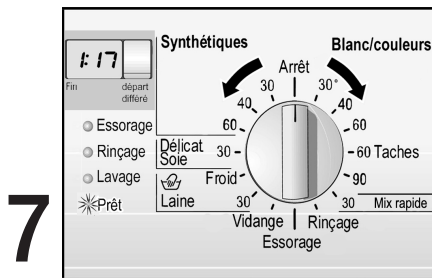 Synthétiques
Blanc/couleurs
1:17
Arrêt
Fin
départ
différé
30
30°
40
40
60
60
Essorage
Rinçage
Délicat
Soie
30
60 Taches
Lavage
Froid
90
Prêt
Laine
30
30
Mix rapide
Vidange
Rinçage
Essorage
7